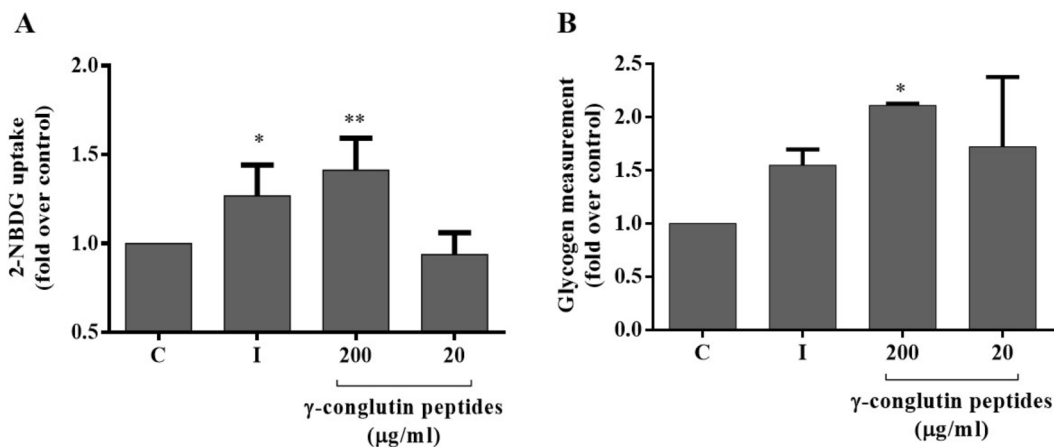 A
2-NBDG uptake
(fold over control)
2.0
1.5
1.0
0.5
*
**
C I 200 20
γ-conglutin peptides
(μg/ml)
B
Glycogen measurement
(fold over control)
2.5
2.0
1.5
1.0
0.5
0.0
*
C I 200 20
γ-conglutin peptides
(μg/ml)